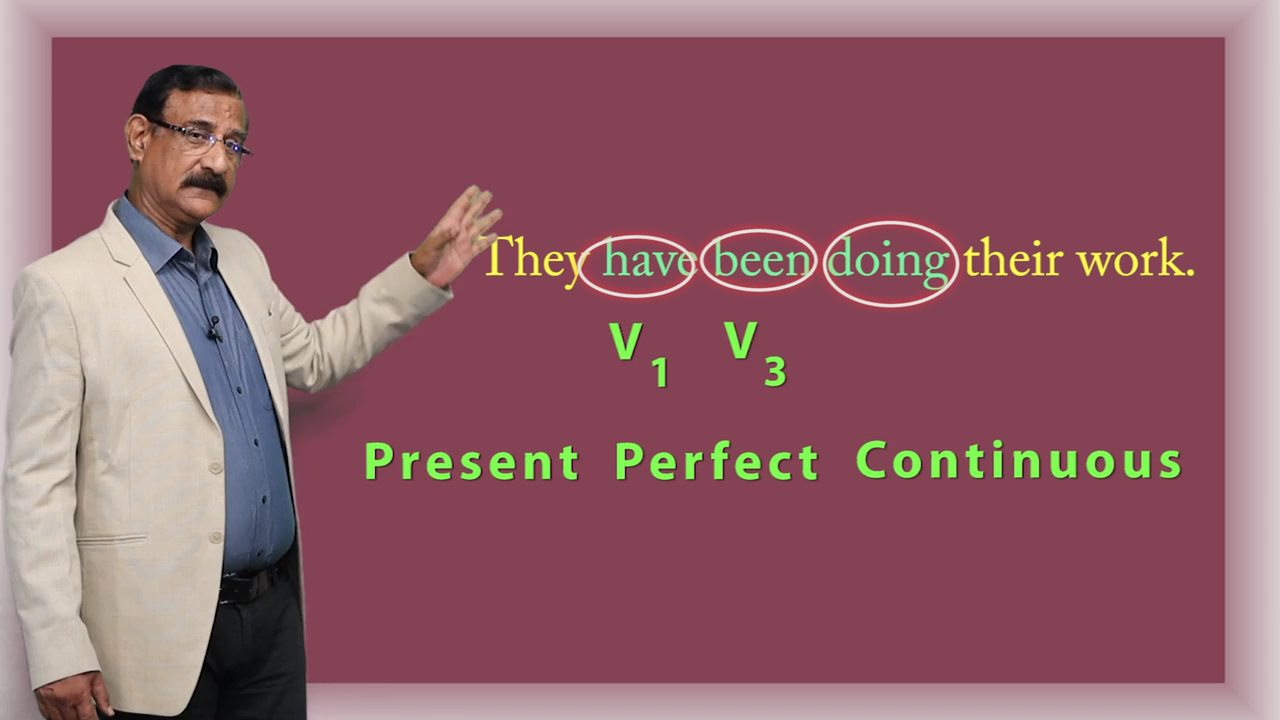 They have been doing their work.
V1 V3
Present Perfect Continuous